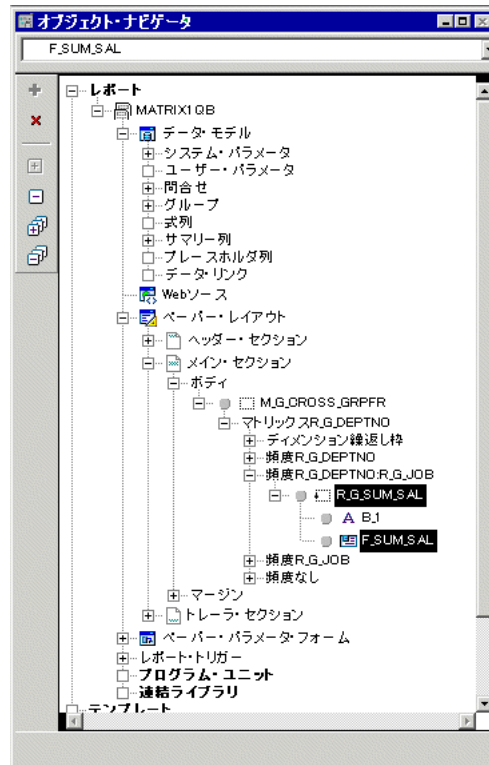 オブジェクト・ナビゲータ
F_SUM_SAL
レポート
MATRIX1QB
データ・モデル
システム・パラメータ
ユーザー・パラメータ
問合せ
グループ
式列
サマリー列
プレースホルダ列
データ・リンク
Webソース
ペーパー・レイアウト
ヘッダー・セクション
メイン・セクション
ボディ
M_G_CROSS_GRPFR
マトリックスR_G_DEPTNO
ディメンション繰返し枠
頻度R_G_DEPTNO
頻度R_G_DEPTNO:R_G_JOB
R_G_SUM_SAL
A B_1
F_SUM_SAL
頻度R_G_JOB
頻度なし
マージン
トレーラ・セクション
ペーパー・パラメータ・フォーム
レポート・トリガー
プログラム・ユニット
連結ライブラリ
テンプレート